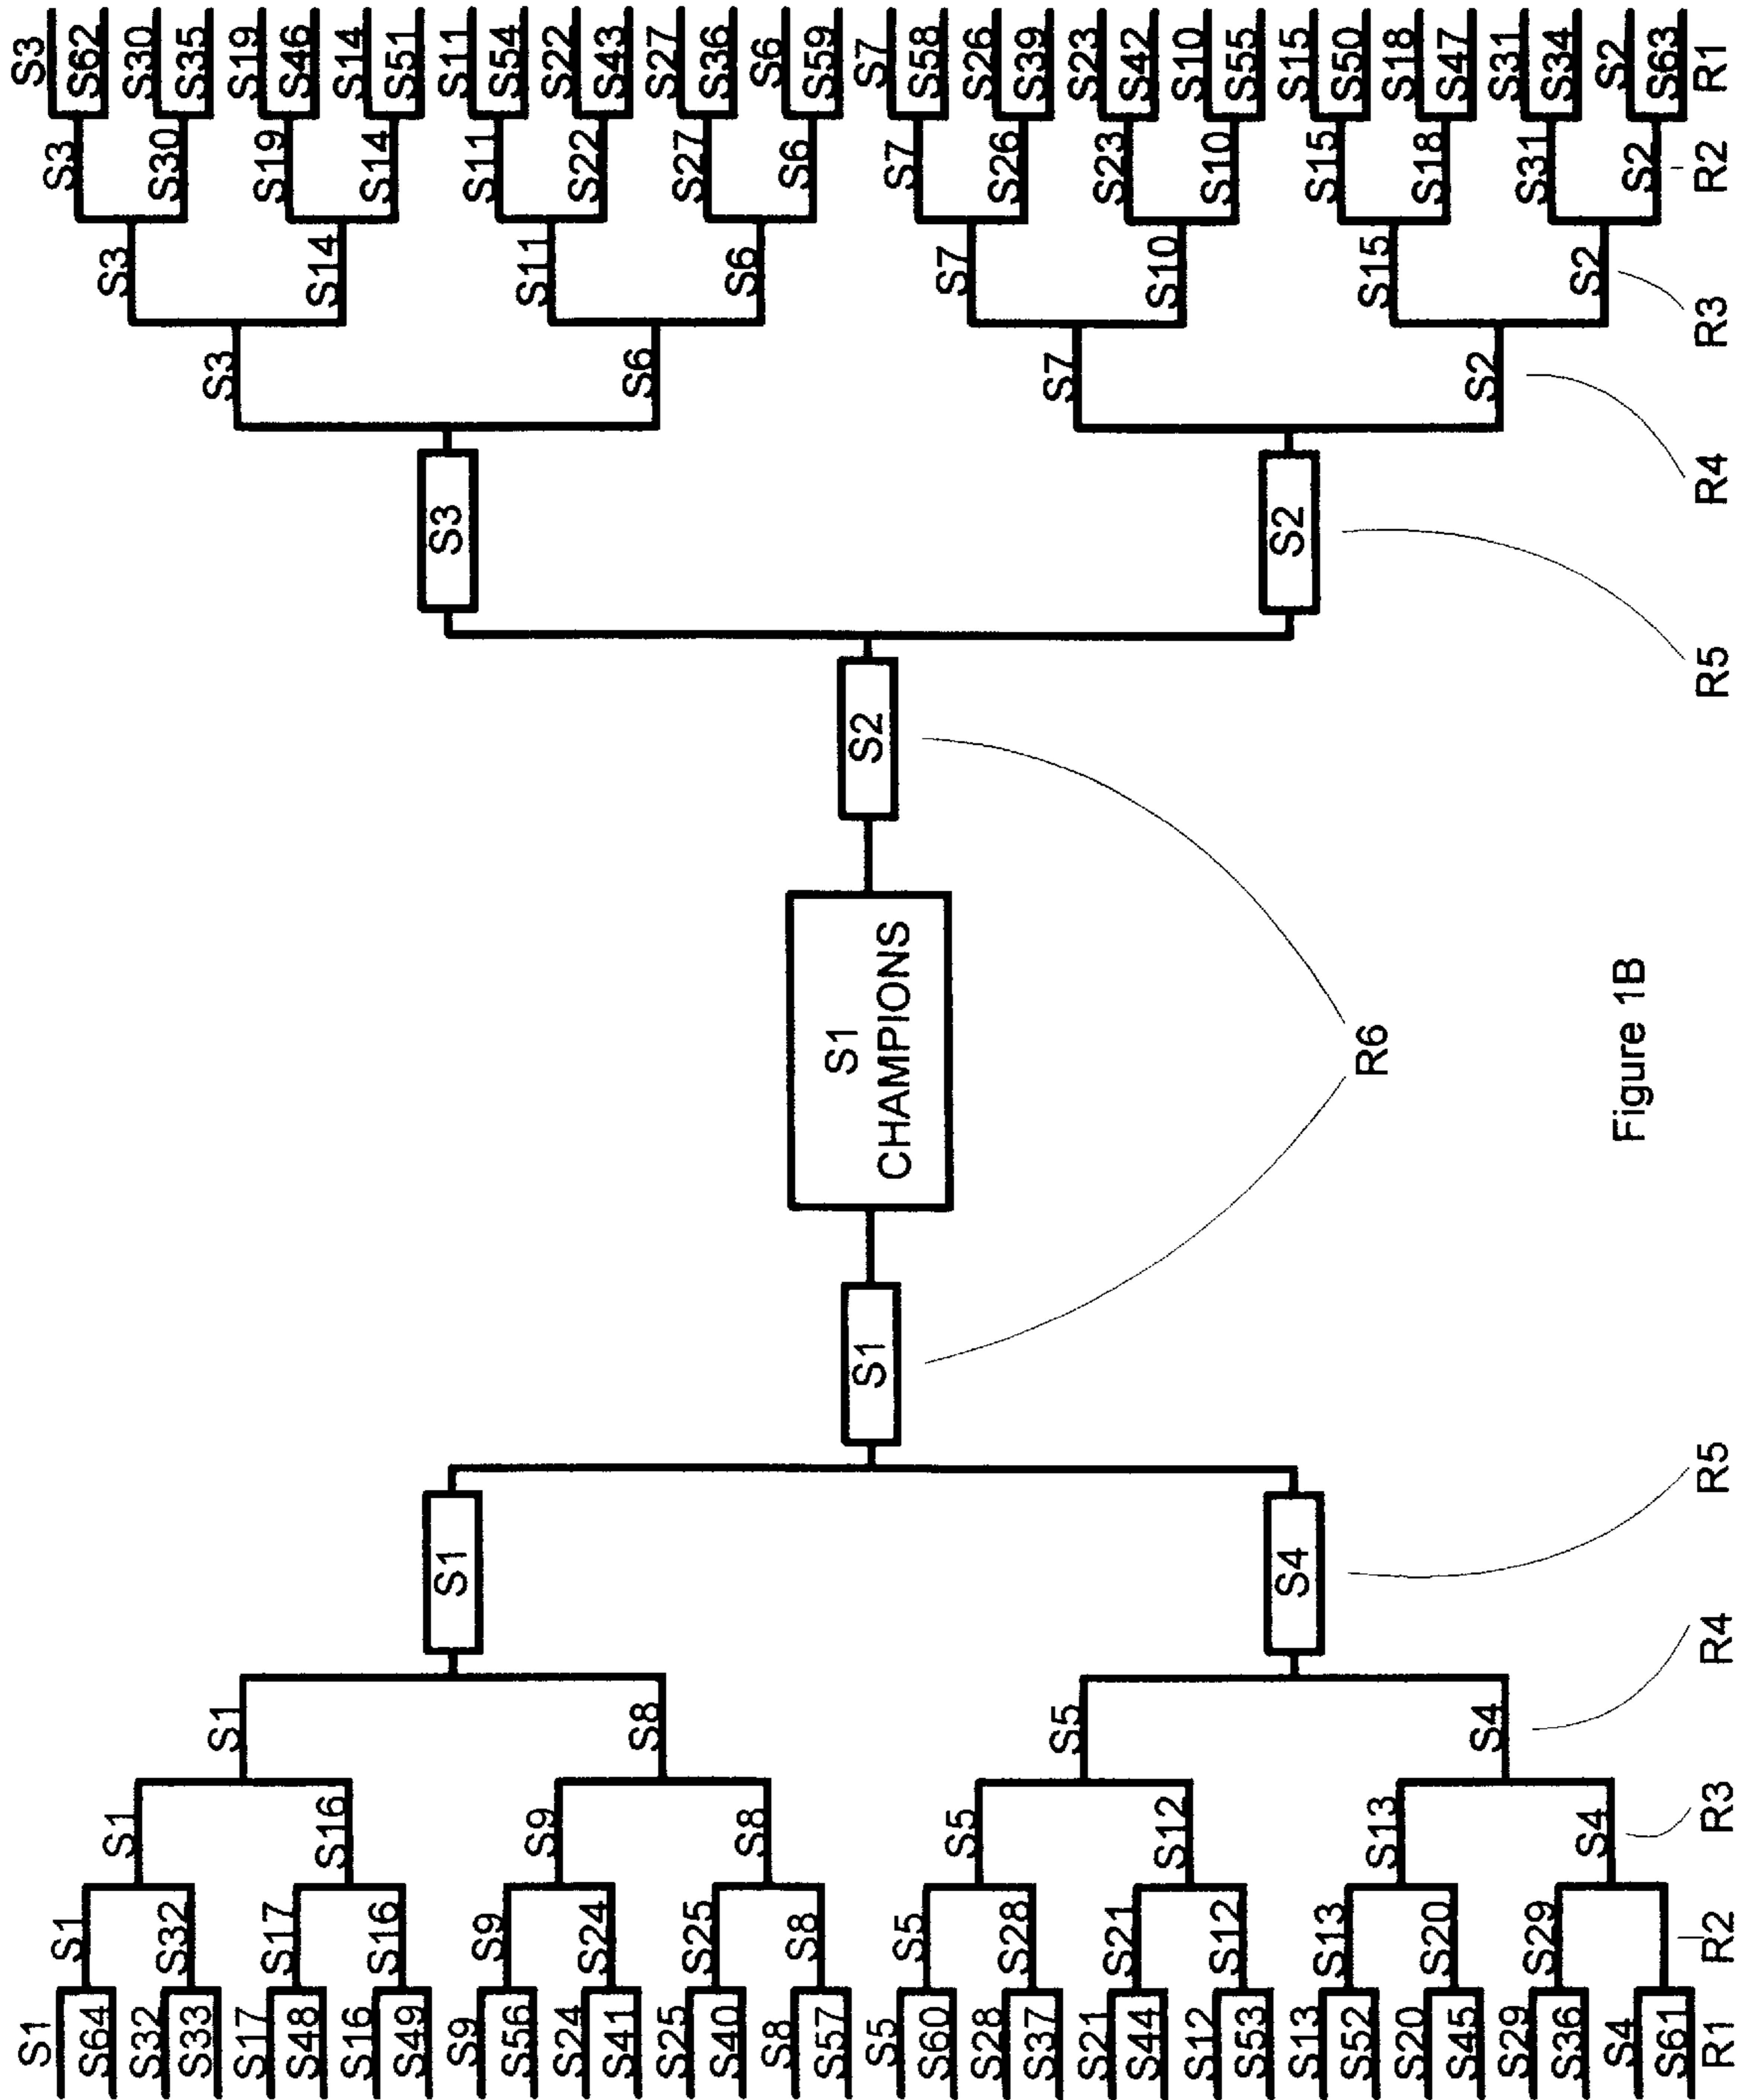 S1
S64
S32
S33
S17
S48
S16
S49
S9
S56
S24
S41
S25
S40
S8
S57
S5
S60
S28
S37
S21
S44
S12
S53
S13
S52
S20
S45
S29
S36
S4
S61
R1
S1
S32
S17
S16
S9
S24
S25
S8
S5
S28
S21
S12
S13
S20
S29
R2
S1
S16
S9
S8
S5
S12
S13
S4
R3
S1
S8
S5
S4
R4
S1
S4
R5
S1
S1
CHAMPIONS
R6
S2
S3
S2
R5
S3
S6
S7
S2
R4
S3
S14
S11
S6
S7
S10
S15
S2
R3
S3
S30
S19
S14
S11
S22
S27
S6
S7
S26
S23
S10
S15
S18
S31
S2
R2
S3
S62
S30
S35
S19
S46
S14
S51
S11
S54
S22
S43
S27
S36
S6
S59
S7
S58
S26
S39
S23
S42
S10
S55
S15
S50
S18
S47
S31
S34
S2
S63
R1
Figure 1B